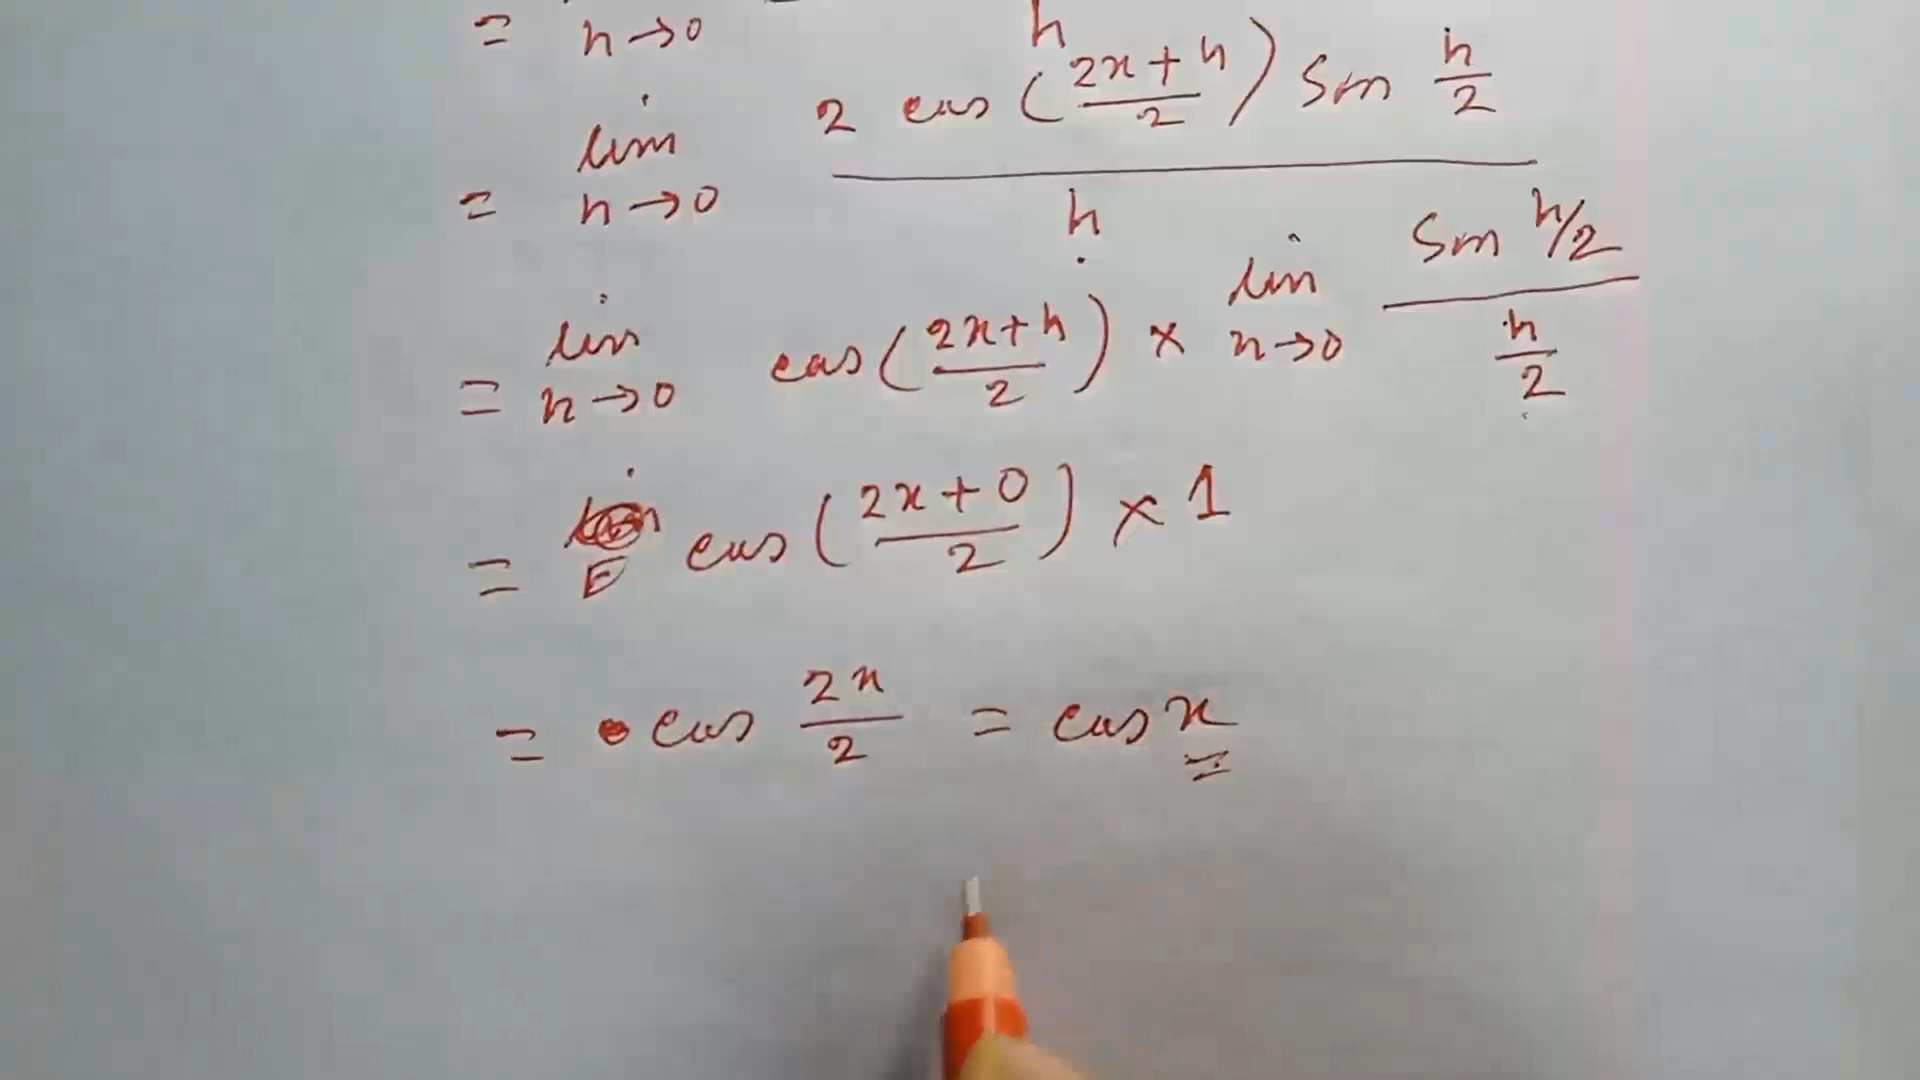 = h→0 h
= lim h→0 2 cos (2x+h/2) Sin h/2 / h
= lim h→0 cos (2x+h/2) × lim h→0 Sin h/2 / h/2
= cos (2x+0/2) × 1
= cos 2x/2 = cos x